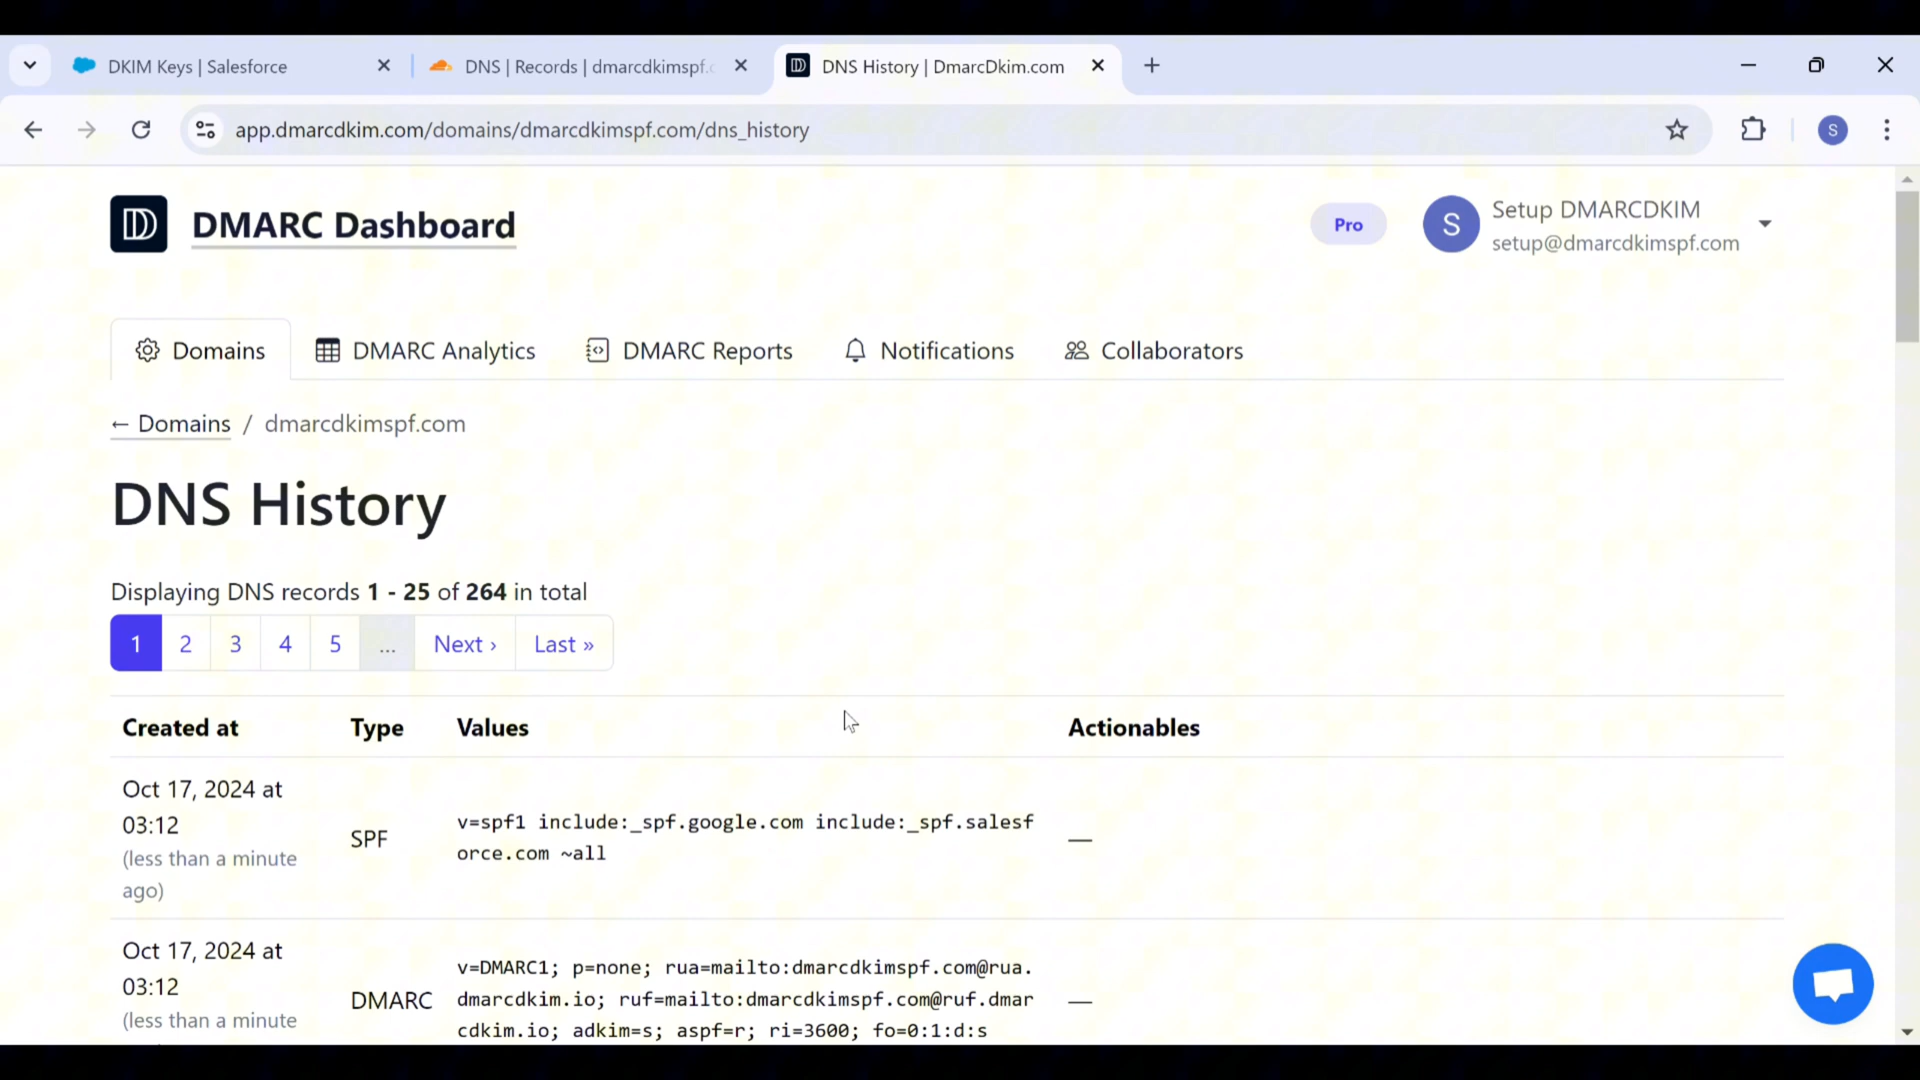 DKIM Keys | Salesforce
DNS | Records | dmarcdkimspf.c
DNS History | DmarcDkim.com
app.dmarcdkim.com/domains/dmarcdkimspf.com/dns_history
S
DMARC Dashboard
Pro
S
Setup DMARCDKIM
setup@dmarcdkimspf.com
Domains
DMARC Analytics
DMARC Reports
Notifications
Collaborators
← Domains / dmarcdkimspf.com
DNS History
Displaying DNS records 1 - 25 of 264 in total
1 2 3 4 5 ... Next › Last »
Created at Type Values Actionables
Oct 17, 2024 at
03:12
(less than a minute
ago)
SPF
v=spf1 include:_spf.google.com include:_spf.salesf
orce.com ~all
—
Oct 17, 2024 at
03:12
(less than a minute
DMARC
v=DMARC1; p=none; rua=mailto:dmarcdkimspf.com@rua.
dmarcdkim.io; ruf=mailto:dmarcdkimspf.com@ruf.dmar
cdkim.io; adkim=s; aspf=r; ri=3600; fo=0:1:d:s
—